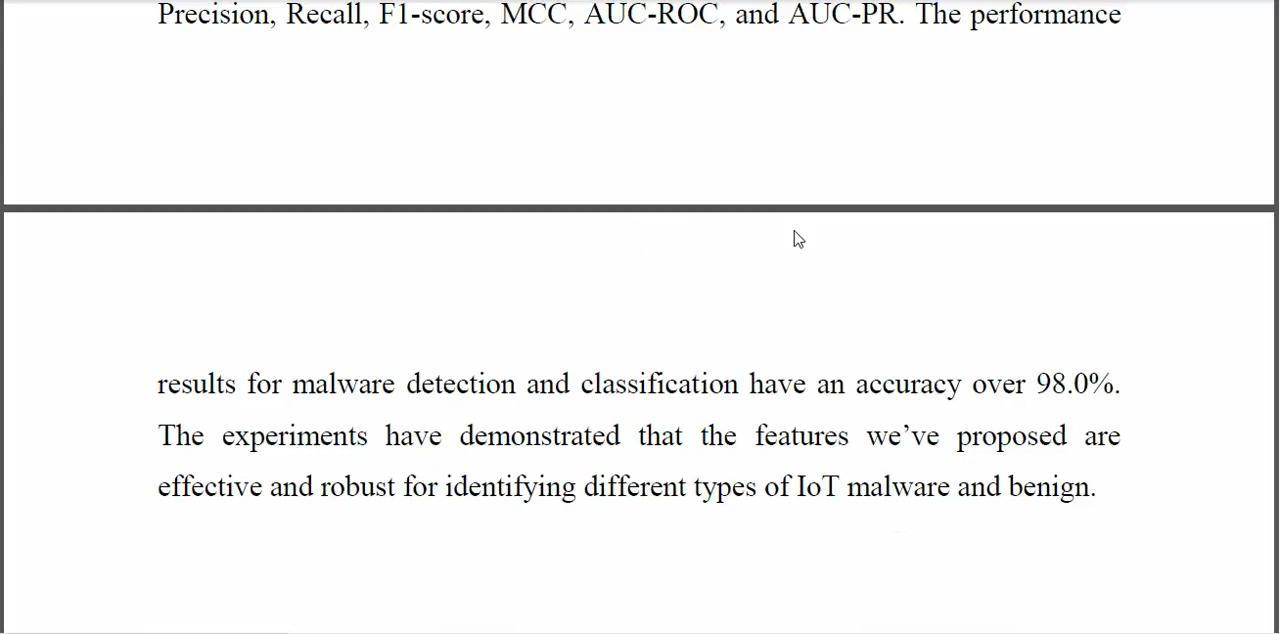 Precision, Recall, F1-score, MCC, AUC-ROC, and AUC-PR. The performance
results for malware detection and classification have an accuracy over 98.0%.
The experiments have demonstrated that the features we’ve proposed are
effective and robust for identifying different types of IoT malware and benign.